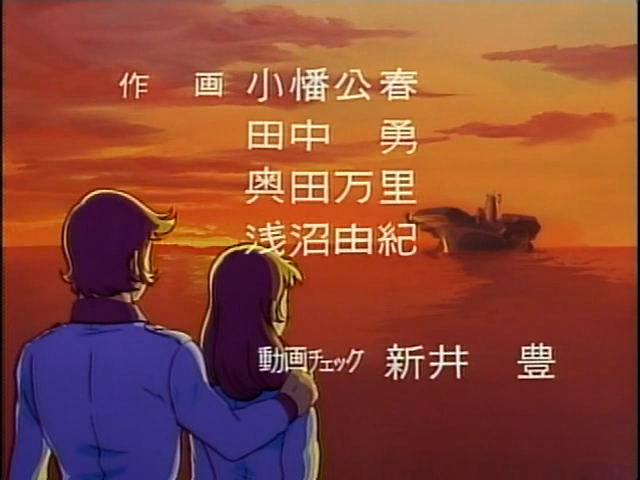 作　画 小幡公春
田中　勇
奥田万里
浅沼由紀
動画チェック 新井　豊